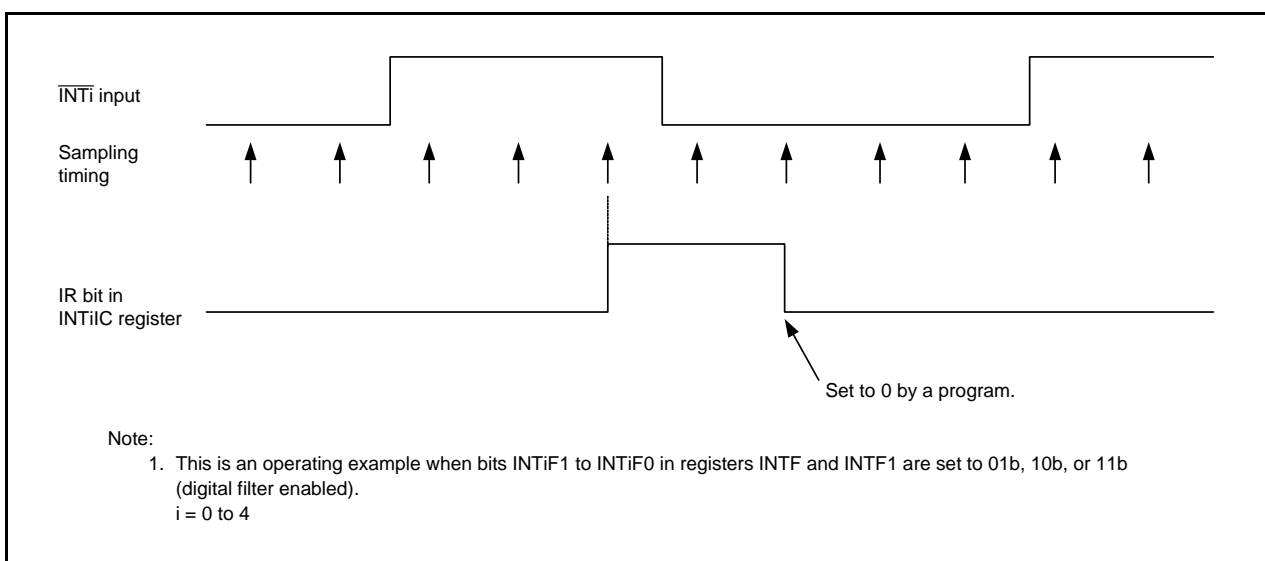 INTi input
Sampling
timing
IR bit in
INTiIC register
Set to 0 by a program.
Note:
1. This is an operating example when bits INTiF1 to INTiF0 in registers INTF and INTF1 are set to 01b, 10b, or 11b
(digital filter enabled).
i = 0 to 4